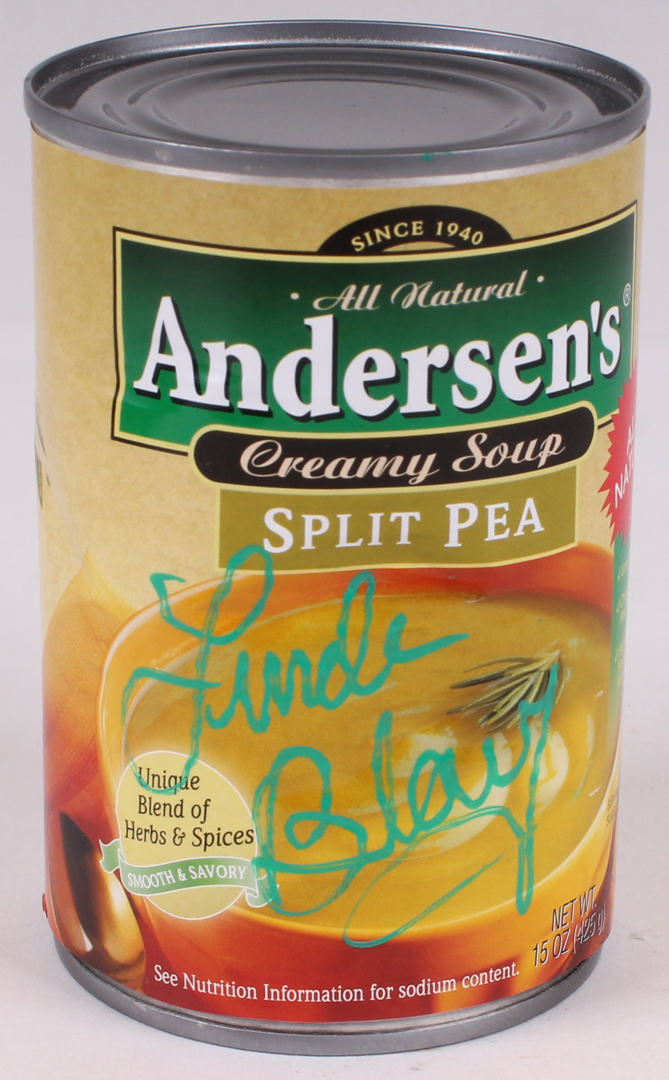 SINCE 1940
· All Natural ·
Andersen's®
Creamy Soup
SPLIT PEA
Linda
Blair
Unique
Blend of
Herbs & Spices
SMOOTH & SAVORY
NET WT.
15 OZ (425 g)
See Nutrition Information for sodium content.